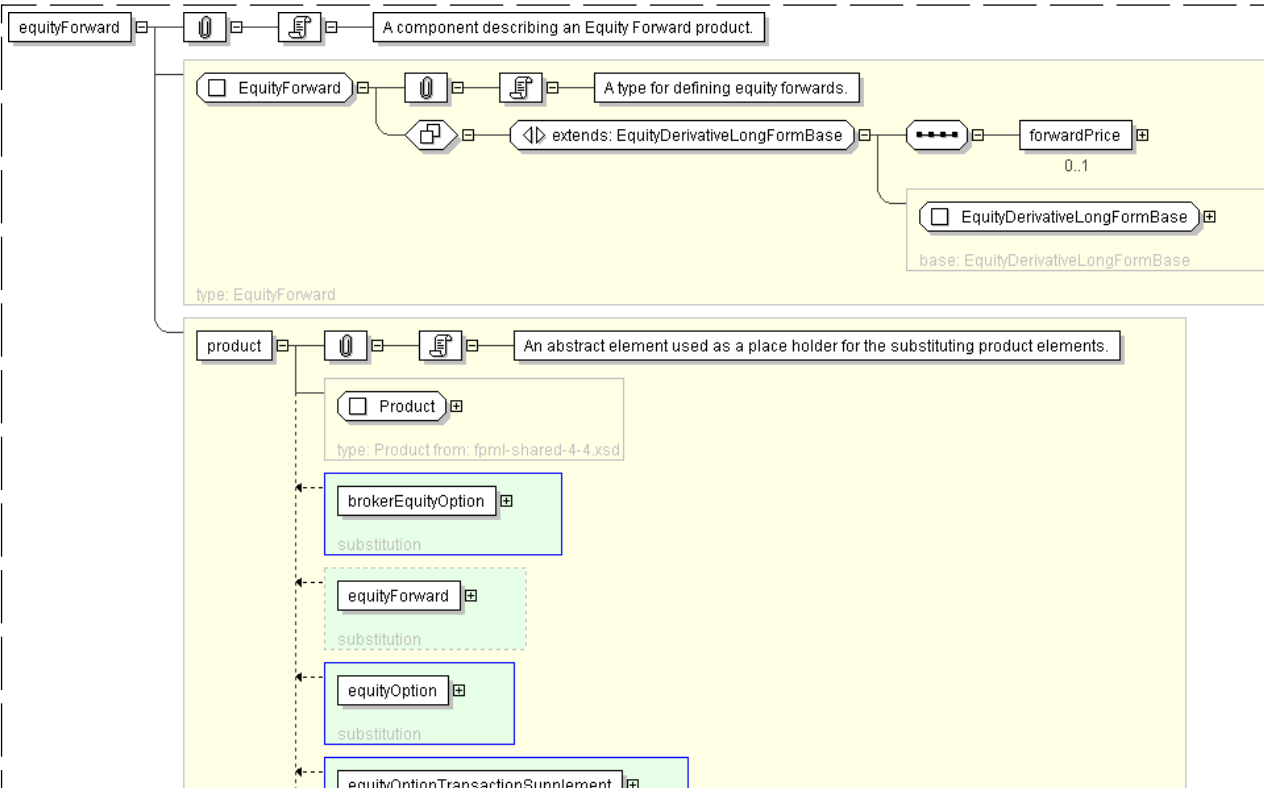 equityForward
A component describing an Equity Forward product.
EquityForward
A type for defining equity forwards.
extends: EquityDerivativeLongFormBase
forwardPrice
0..1
EquityDerivativeLongFormBase
base: EquityDerivativeLongFormBase
type: EquityForward
product
An abstract element used as a place holder for the substituting product elements.
Product
type: Product from: fpml-shared-4-4.xsd
brokerEquityOption
substitution
equityForward
substitution
equityOption
substitution
equityOptionTransactionSupplement